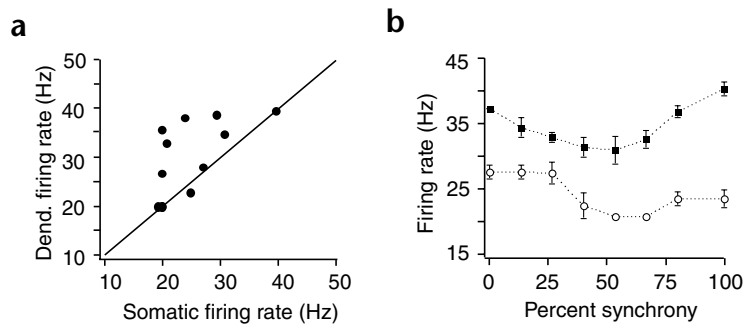 a
Dend. firing rate (Hz)
50
40
30
20
10
10 20 30 40 50
Somatic firing rate (Hz)
b
Firing rate (Hz)
45
35
25
15
0 25 50 75 100
Percent synchrony